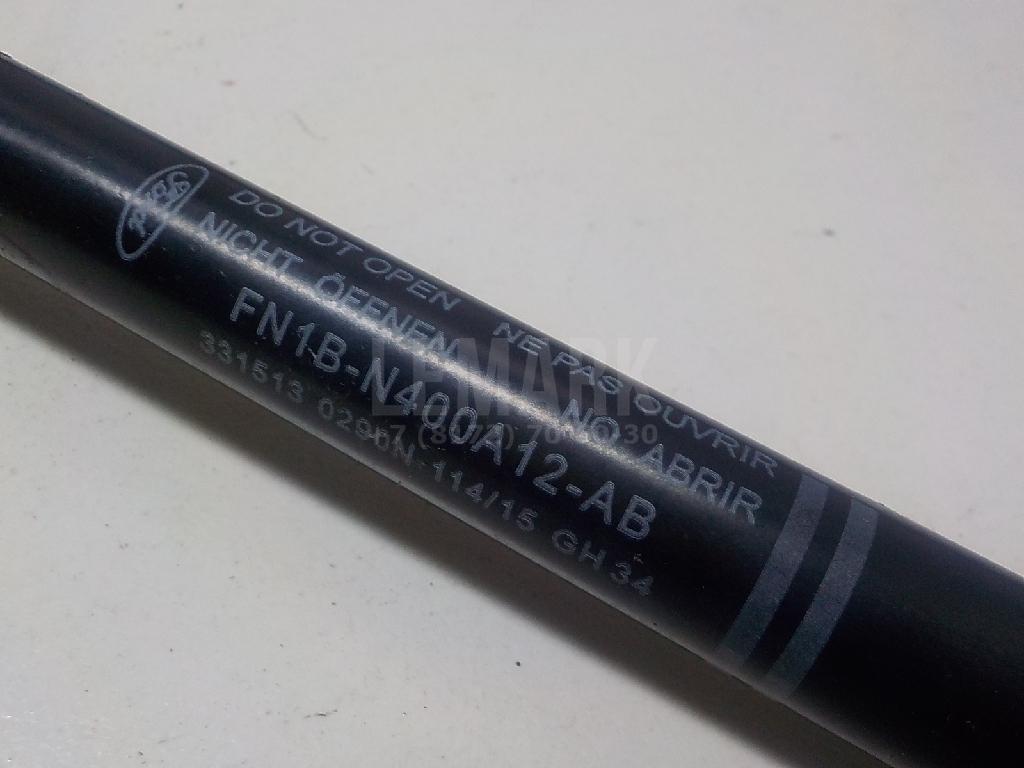 DO NOT OPEN NE PAS OUVRIR
NICHT ÖFFNEN NO ABRIR
FN1B-N400A12-AB
331513 0290N-114/15 GH 34
LEMARK